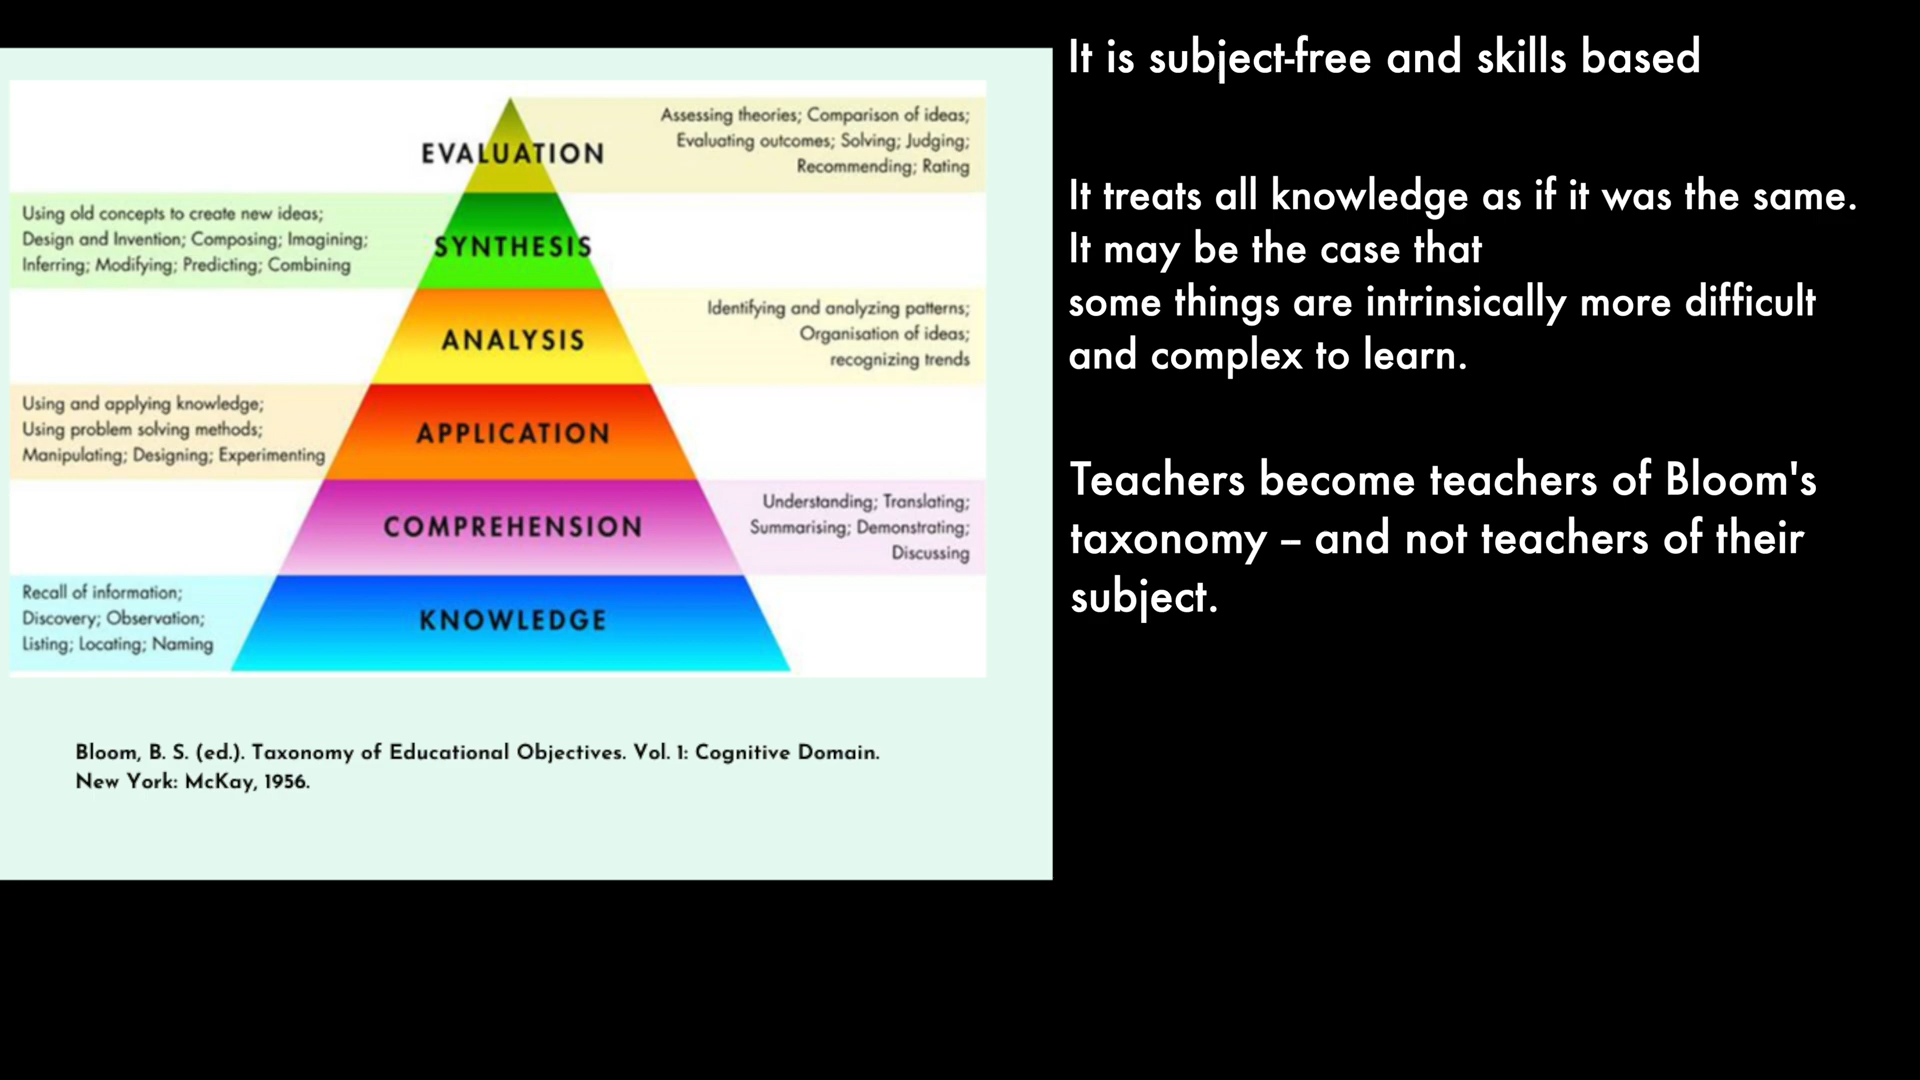 EVALUATION
Assessing theories; Comparison of ideas;
Evaluating outcomes; Solving; Judging;
Recommending; Rating
Using old concepts to create new ideas;
Design and Invention; Composing; Imagining;
Inferring; Modifying; Predicting; Combining
SYNTHESIS
ANALYSIS
Identifying and analyzing patterns;
Organisation of ideas;
recognizing trends
Using and applying knowledge;
Using problem solving methods;
Manipulating; Designing; Experimenting
APPLICATION
COMPREHENSION
Understanding; Translating;
Summarising; Demonstrating;
Discussing
Recall of information;
Discovery; Observation;
Listing; Locating; Naming
KNOWLEDGE
Bloom, B. S. (ed.). Taxonomy of Educational Objectives. Vol. 1: Cognitive Domain.
New York: McKay, 1956.
It is subject-free and skills based
It treats all knowledge as if it was the same.
It may be the case that
some things are intrinsically more difficult
and complex to learn.
Teachers become teachers of Bloom's
taxonomy – and not teachers of their
subject.